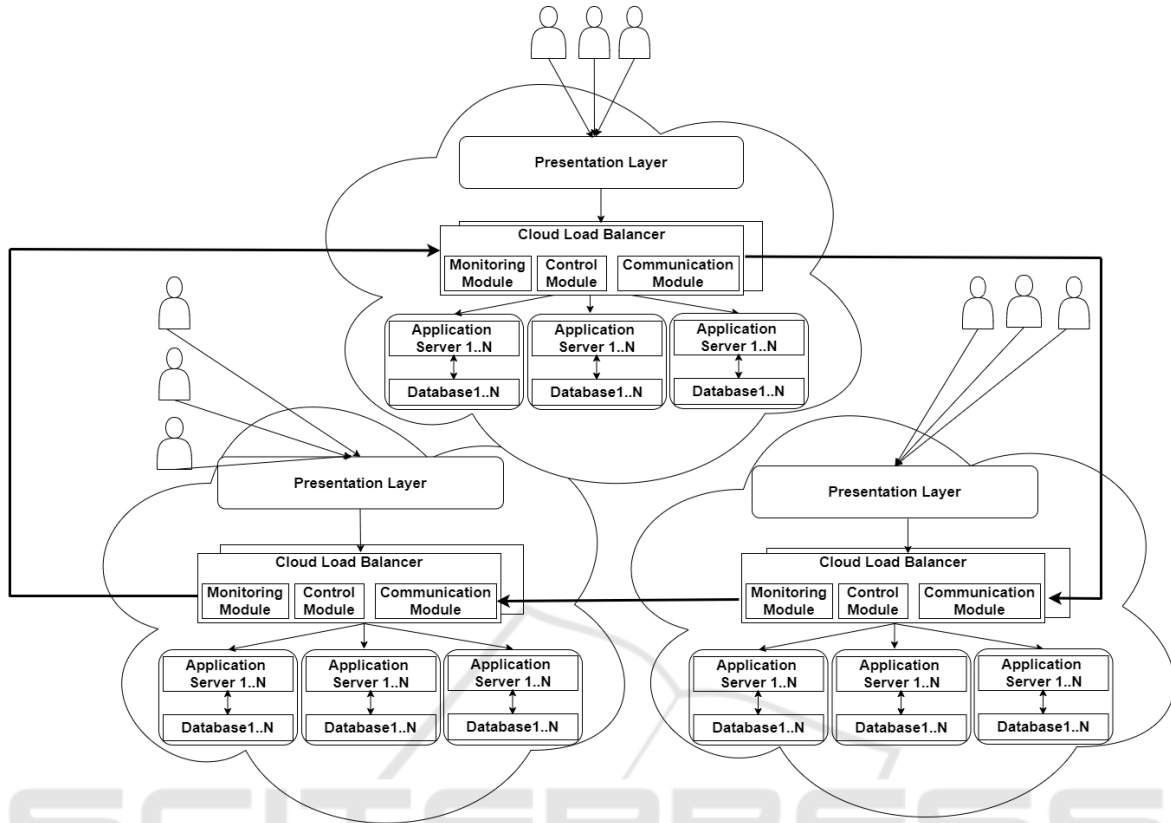 Presentation Layer
Cloud Load Balancer
Monitoring
Module
Control
Module
Communication
Module
Application
Server 1..N
Database1..N
Application
Server 1..N
Database1..N
Application
Server 1..N
Database1..N
Presentation Layer
Cloud Load Balancer
Monitoring
Module
Control
Module
Communication
Module
Application
Server 1..N
Database1..N
Application
Server 1..N
Database1..N
Application
Server 1..N
Database1..N
Presentation Layer
Cloud Load Balancer
Monitoring
Module
Control
Module
Communication
Module
Application
Server 1..N
Database1..N
Application
Server 1..N
Database1..N
Application
Server 1..N
Database1..N
SCITEPRESS